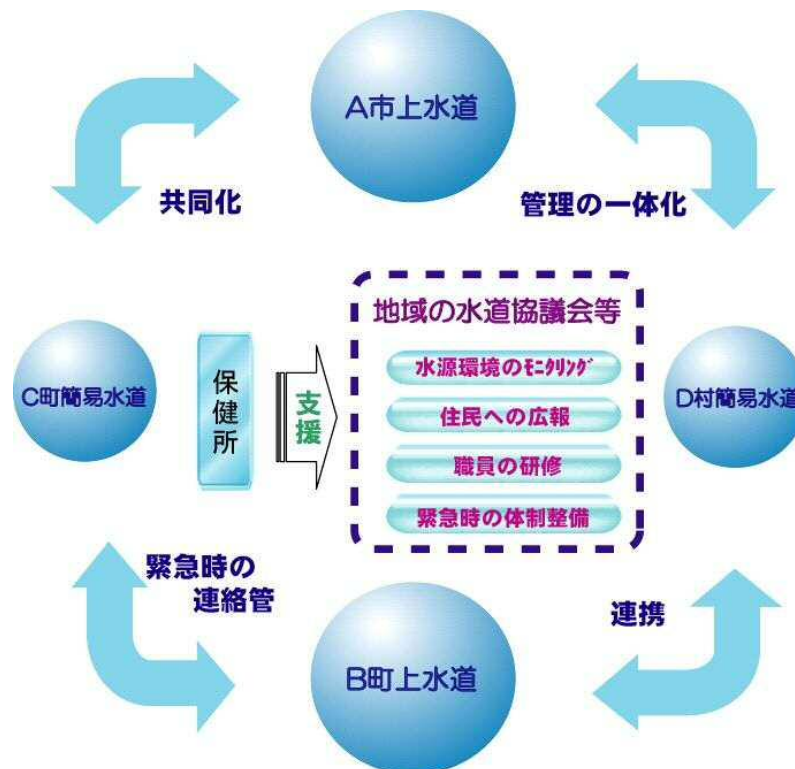 A市上水道
共同化
管理の一体化
地域の水道協議会等
水源環境のﾓﾆﾀﾘﾝｸﾞ
住民への広報
職員の研修
緊急時の体制整備
保健所
支援
C町簡易水道
D村簡易水道
緊急時の
連絡管
連携
B町上水道